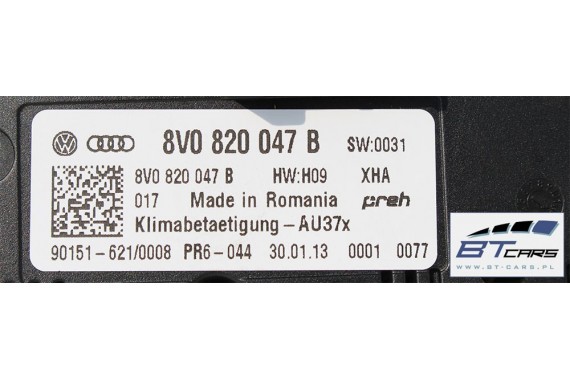 8V0 820 047 B SW:0031
8V0 820 047 B HW:H09 XHA
017 Made in Romania preh
Klimabetaetigung-AU37x
90151-621/0008 PR6-044 30.01.13 0001 0077
BT CARS
WWW.BT-CARS.PL